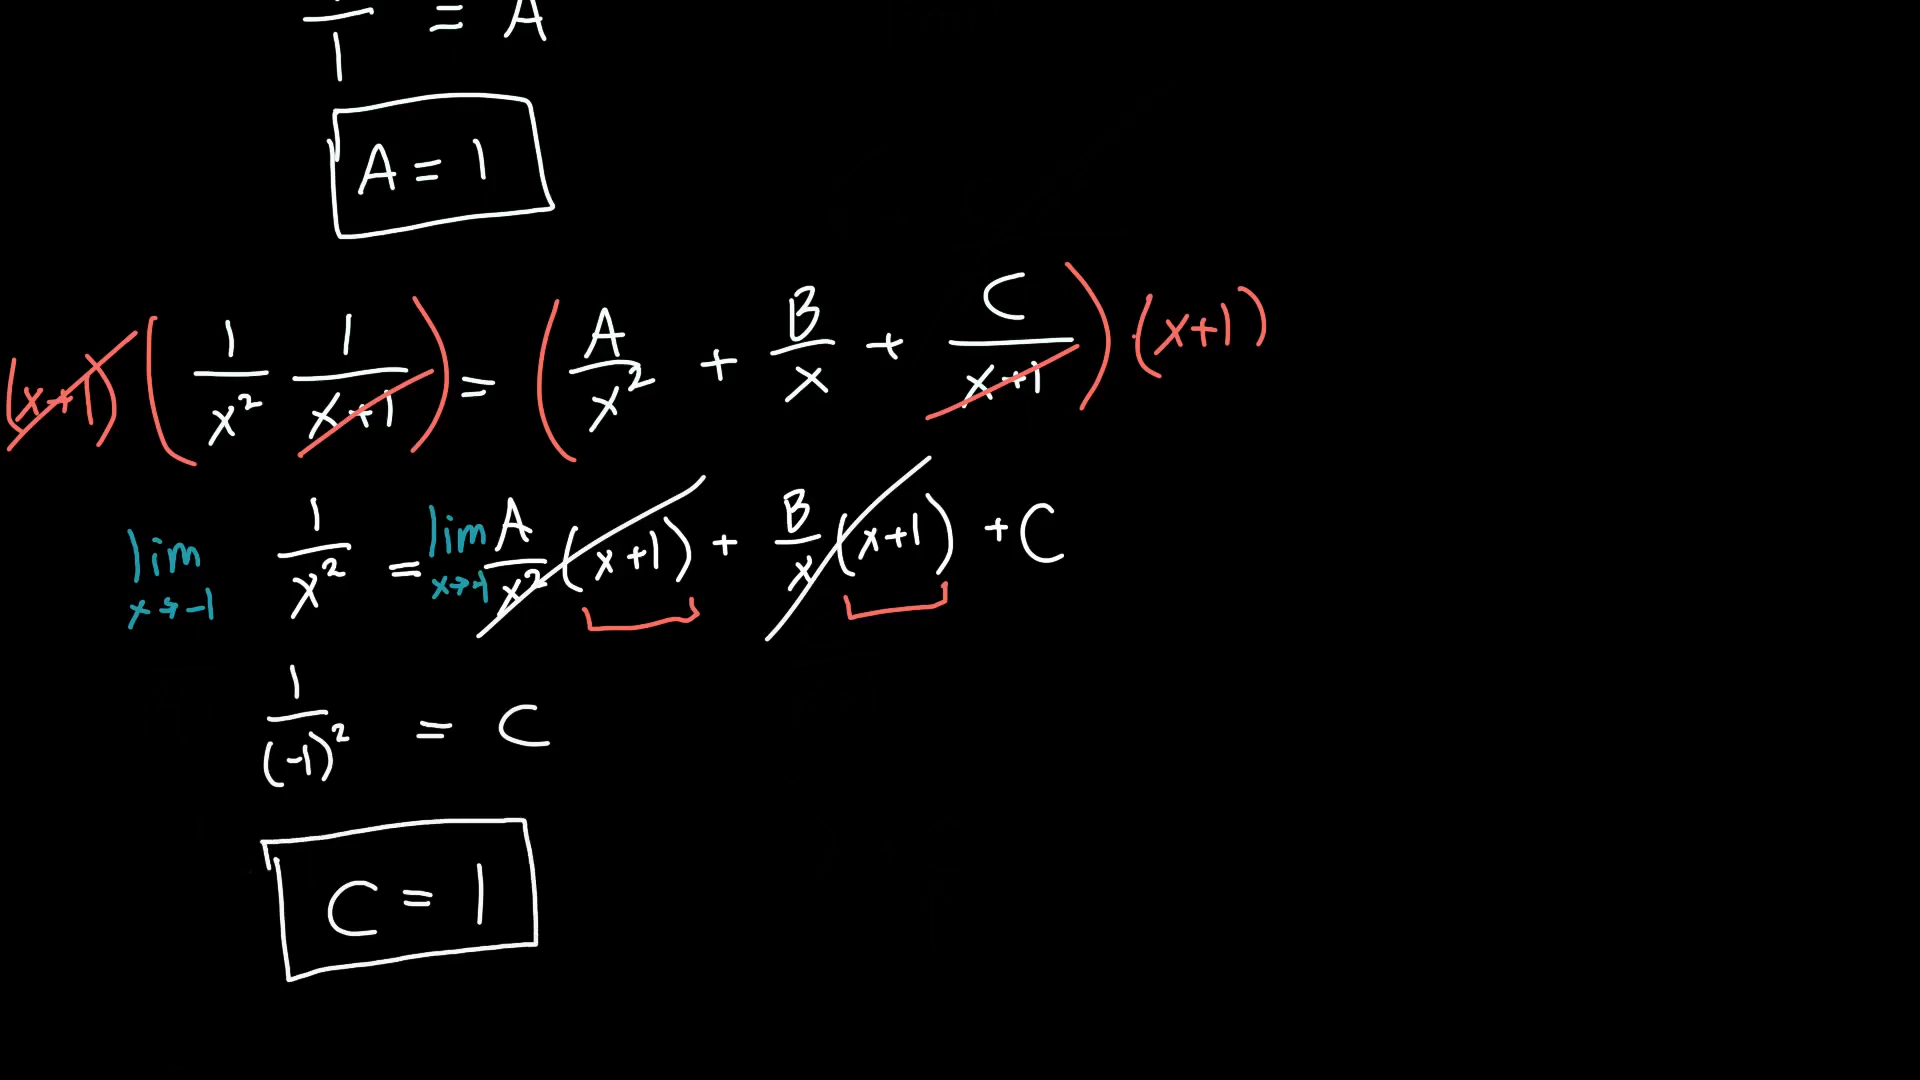 /1 = A
A = 1
(x+1) (1/x² 1/(x+1)) = (A/x² + B/x + C/(x+1)) (x+1)
lim x→-1 1/x² = lim x→-1 A/x² (x+1) + B/x (x+1) + C
1/(-1)² = C
C = 1